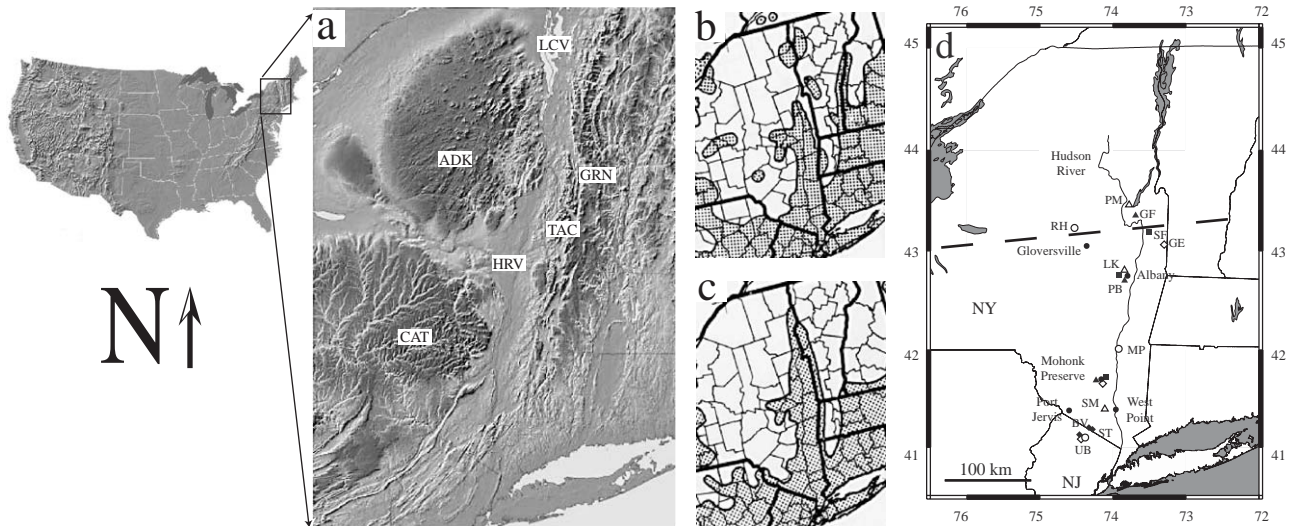 N
a
LCV
ADK
GRN
TAC
HRV
CAT
b
c
d
76 75 74 73 72
45 45
44 44
Hudson
River
PM
GF
RH
SF
GE
43 43
Gloversville
LK
Albany
PB
NY
42 42
MP
Mohonk
Preserve
SM
Port
Jervis
West
Point
BV
ST
UB
41 41
100 km
NJ
76 75 74 73 72